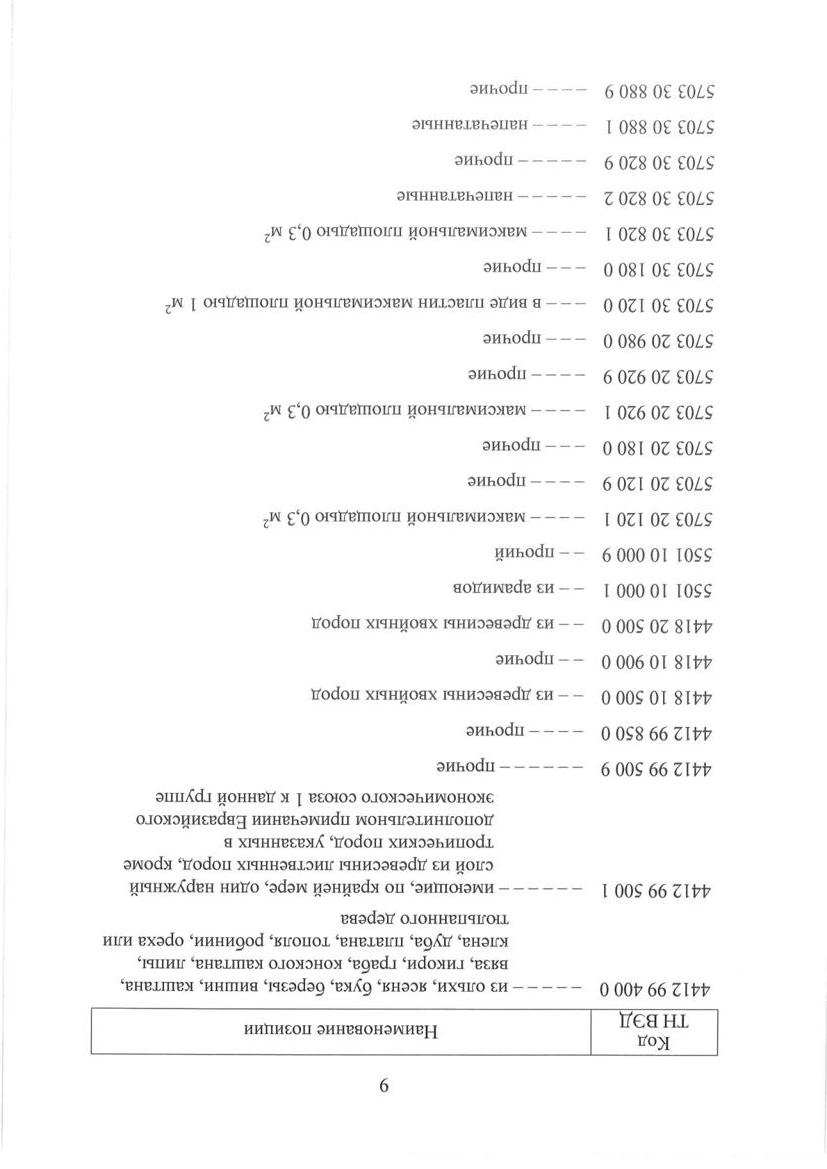 6
Код
ТН ВЭД
Наименование позиции
4412 99 400 0 – – – – – из ольхи, ясеня, бука, березы, вишни, каштана,
вяза, гикори, граба, конского каштана, липы,
клена, дуба, платана, тополя, робинии, ореха или
тюльпанного дерева
4412 99 500 1 – – – – – – имеющие, по крайней мере, один наружный
слой из древесины лиственных пород, кроме
тропических пород, указанных в
дополнительном примечании Евразийского
экономического союза 1 к данной группе
4412 99 500 9 – – – – – – прочие
4412 99 850 0 – – – – прочие
4418 10 500 0 – – из древесины хвойных пород
4418 10 900 0 – – прочие
4418 20 500 0 – – из древесины хвойных пород
5501 10 000 1 – – из арамидов
5501 10 000 9 – – прочий
5703 20 120 1 – – – – максимальной площадью 0,3 м²
5703 20 120 9 – – – – прочие
5703 20 180 0 – – – прочие
5703 20 920 1 – – – – максимальной площадью 0,3 м²
5703 20 920 9 – – – – прочие
5703 20 980 0 – – – прочие
5703 30 120 0 – – – в виде пластин максимальной площадью 1 м²
5703 30 180 0 – – – прочие
5703 30 820 1 – – – – максимальной площадью 0,3 м²
5703 30 820 2 – – – – – напечатанные
5703 30 820 9 – – – – – прочие
5703 30 880 1 – – – – напечатанные
5703 30 880 9 – – – – прочие